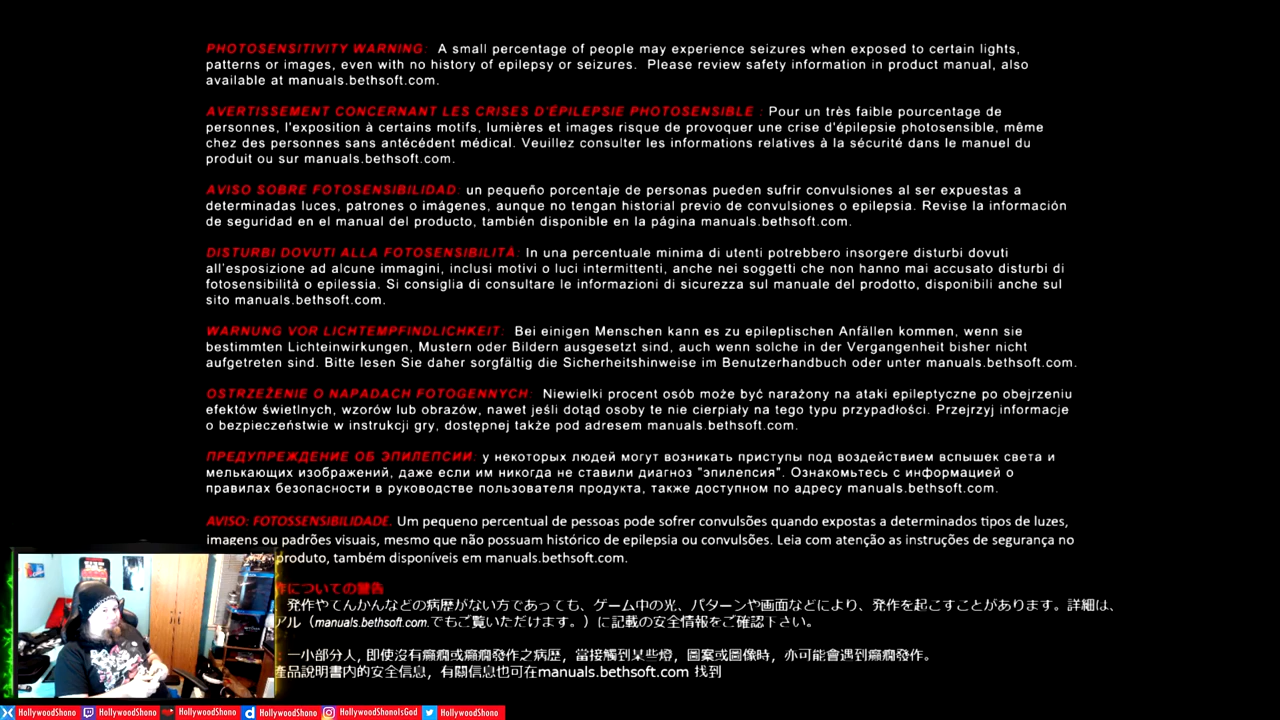 PHOTOSENSITIVITY WARNING: A small percentage of people may experience seizures when exposed to certain lights,
patterns or images, even with no history of epilepsy or seizures. Please review safety information in product manual, also
available at manuals.bethsoft.com.
AVERTISSEMENT CONCERNANT LES CRISES D'ÉPILEPSIE PHOTOSENSIBLE : Pour un très faible pourcentage de
personnes, l'exposition à certains motifs, lumières et images risque de provoquer une crise d'épilepsie photosensible, même
chez des personnes sans antécédent médical. Veuillez consulter les informations relatives à la sécurité dans le manuel du
produit ou sur manuals.bethsoft.com.
AVISO SOBRE FOTOSENSIBILIDAD: un pequeño porcentaje de personas pueden sufrir convulsiones al ser expuestas a
determinadas luces, patrones o imágenes, aunque no tengan historial previo de convulsiones o epilepsia. Revise la información
de seguridad en el manual del producto, también disponible en la página manuals.bethsoft.com.
DISTURBI DOVUTI ALLA FOTOSENSIBILITÀ: In una percentuale minima di utenti potrebbero insorgere disturbi dovuti
all'esposizione ad alcune immagini, inclusi motivi o luci intermittenti, anche nei soggetti che non hanno mai accusato disturbi di
fotosensibilità o epilessia. Si consiglia di consultare le informazioni di sicurezza sul manuale del prodotto, disponibili anche sul
sito manuals.bethsoft.com.
WARNUNG VOR LICHTEMPFINDLICHKEIT: Bei einigen Menschen kann es zu epileptischen Anfällen kommen, wenn sie
bestimmten Lichteinwirkungen, Mustern oder Bildern ausgesetzt sind, auch wenn solche in der Vergangenheit bisher nicht
aufgetreten sind. Bitte lesen Sie daher sorgfältig die Sicherheitshinweise im Benutzerhandbuch oder unter manuals.bethsoft.com.
OSTRZEŻENIE O NAPADACH FOTOGENNYCH: Niewielki procent osób może być narażony na ataki epileptyczne po obejrzeniu
efektów świetlnych, wzorów lub obrazów, nawet jeśli dotąd osoby te nie cierpiały na tego typu przypadłości. Przejrzyj informacje
o bezpieczeństwie w instrukcji gry, dostępnej także pod adresem manuals.bethsoft.com.
ПРЕДУПРЕЖДЕНИЕ ОБ ЭПИЛЕПСИИ: у некоторых людей могут возникать приступы под воздействием вспышек света и
мелькающих изображений, даже если им никогда не ставили диагноз "эпилепсия". Ознакомьтесь с информацией о
правилах безопасности в руководстве пользователя продукта, также доступном по адресу manuals.bethsoft.com.
AVISO: FOTOSSENSIBILIDADE. Um pequeno percentual de pessoas pode sofrer convulsões quando expostas a determinados tipos de luzes,
imagens ou padrões visuais, mesmo que não possuam histórico de epilepsia ou convulsões. Leia com atenção as instruções de segurança no
produto, também disponíveis em manuals.bethsoft.com.
作についての警告
発作やてんかんなどの病歴がない方であっても、ゲーム中の光、パターンや画面などにより、発作を起こすことがあります。詳細は、
アル（manuals.bethsoft.com.でもご覧いただけます。）に記載の安全情報をご確認下さい。
一小部分人, 即使沒有癲癇或癲癇發作之病歷，當接觸到某些燈，圖案或圖像時，亦可能會遇到癲癇發作。
產品說明書内的安全信息，有關信息也可在manuals.bethsoft.com 找到
HollywoodShono HollywoodShono HollywoodShono HollywoodShono HollywoodShonoIsGod HollywoodShono